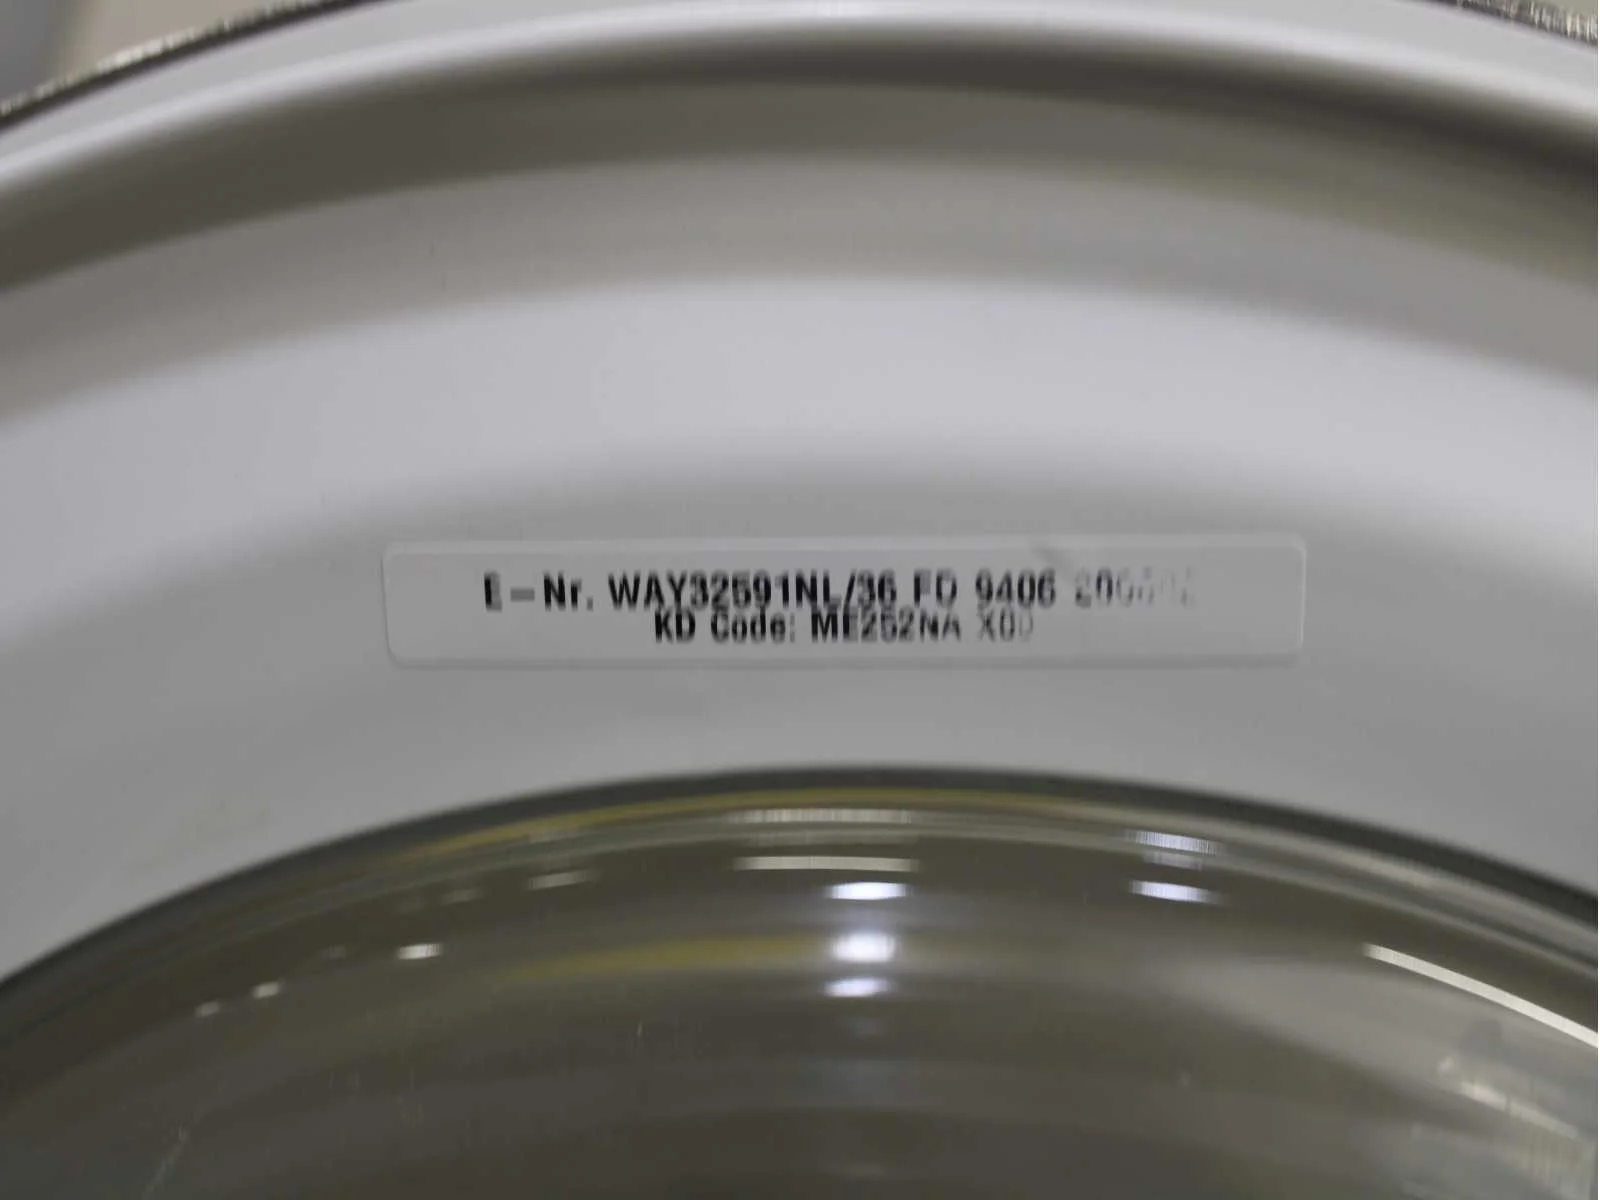 E-Nr. WAY32591NL/36 FD 9406
KD Code: ME252NA